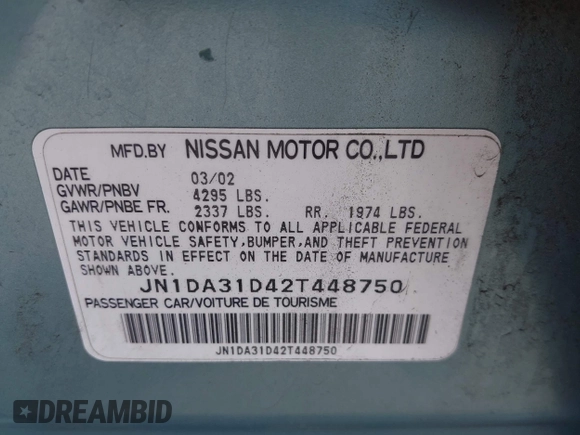 MFD.BY NISSAN MOTOR CO.,LTD
DATE 03/02
GVWR/PNBV 4295 LBS.
GAWR/PNBE FR. 2337 LBS. RR. 1974 LBS.
THIS VEHICLE CONFORMS TO ALL APPLICABLE FEDERAL
MOTOR VEHICLE SAFETY,BUMPER,AND THEFT PREVENTION
STANDARDS IN EFFECT ON THE DATE OF MANUFACTURE
SHOWN ABOVE.
JN1DA31D42T448750
PASSENGER CAR/VOITURE DE TOURISME
JN1DA31D42T448750
DREAMBID